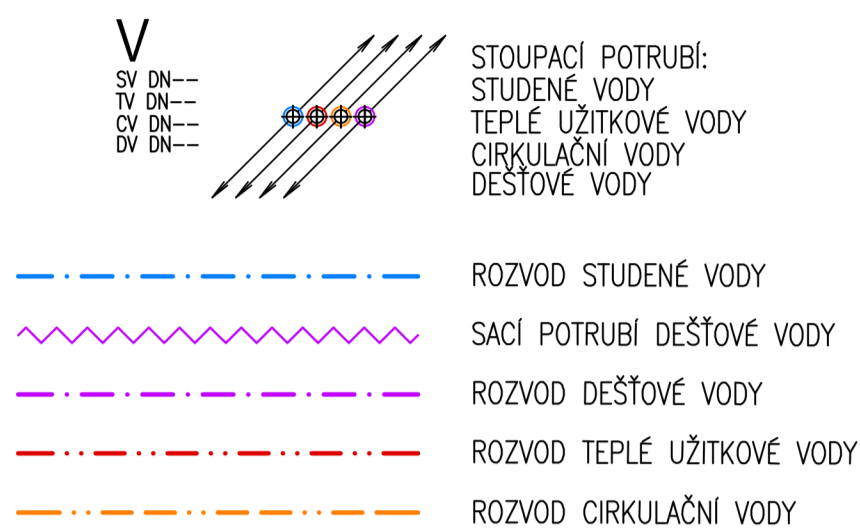 V
SV DN--
TV DN--
CV DN--
DV DN--
STOUPACÍ POTRUBÍ:
STUDENÉ VODY
TEPLÉ UŽITKOVÉ VODY
CIRKULAČNÍ VODY
DEŠŤOVÉ VODY
ROZVOD STUDENÉ VODY
SACÍ POTRUBÍ DEŠŤOVÉ VODY
ROZVOD DEŠŤOVÉ VODY
ROZVOD TEPLÉ UŽITKOVÉ VODY
ROZVOD CIRKULAČNÍ VODY